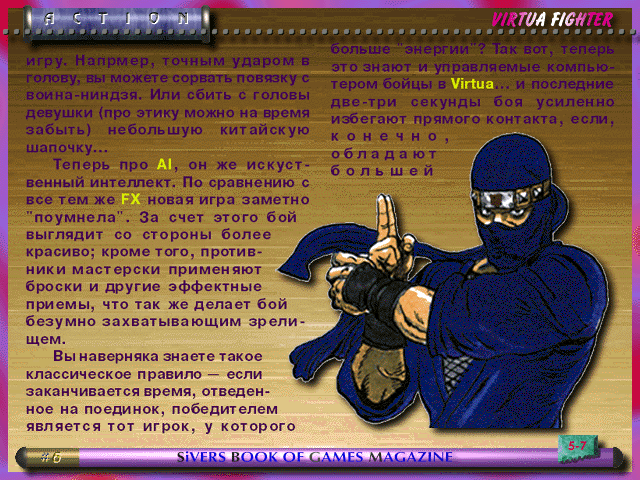 ACTION
VIRTUA FIGHTER
игру. Напрмер, точным ударом в
голову, вы можете сорвать повязку с
воина-ниндзя. Или сбить с головы
девушки (про этику можно на время
забыть) небольшую китайскую
шапочку...
Теперь про AI, он же искуст-
венный интеллект. По сравнению с
все тем же FX новая игра заметно
"поумнела". За счет этого бой
выглядит со стороны более
красиво; кроме того, против-
ники мастерски применяют
броски и другие эффектные
приемы, что так же делает бой
безумно захватывающим зрели-
щем.
Вы наверняка знаете такое
классическое правило — если
заканчивается время, отведен-
ное на поединок, победителем
является тот игрок, у которого
больше "энергии"? Так вот, теперь
это знают и управляемые компью-
тером бойцы в Virtua... и последние
две-три секунды боя усиленно
избегают прямого контакта, если,
конечно,
обладают
большей
#6
SiVERS BOOK OF GAMES MAGAZINE
5-7